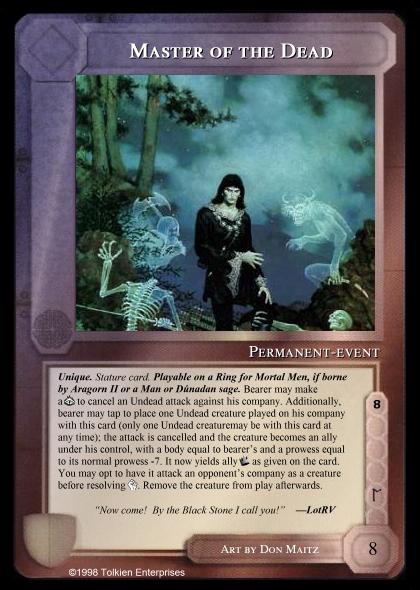 MASTER OF THE DEAD
PERMANENT-EVENT
Unique. Stature card. Playable on a Ring for Mortal Men, if borne
by Aragorn II or a Man or Dúnadan sage. Bearer may make
a to cancel an Undead attack against his company. Additionally,
bearer may tap to place one Undead creature played on his company
with this card (only one Undead creaturemay be with this card at
any time); the attack is cancelled and the creature becomes an ally
under his control, with a body equal to bearer's and a prowess equal
to its normal prowess -7. It now yields ally as given on the card.
You may opt to have it attack an opponent's company as a creature
before resolving . Remove the creature from play afterwards.
"Now come! By the Black Stone I call you!" —LotRV
8
ART BY DON MAITZ
8
©1998 Tolkien Enterprises